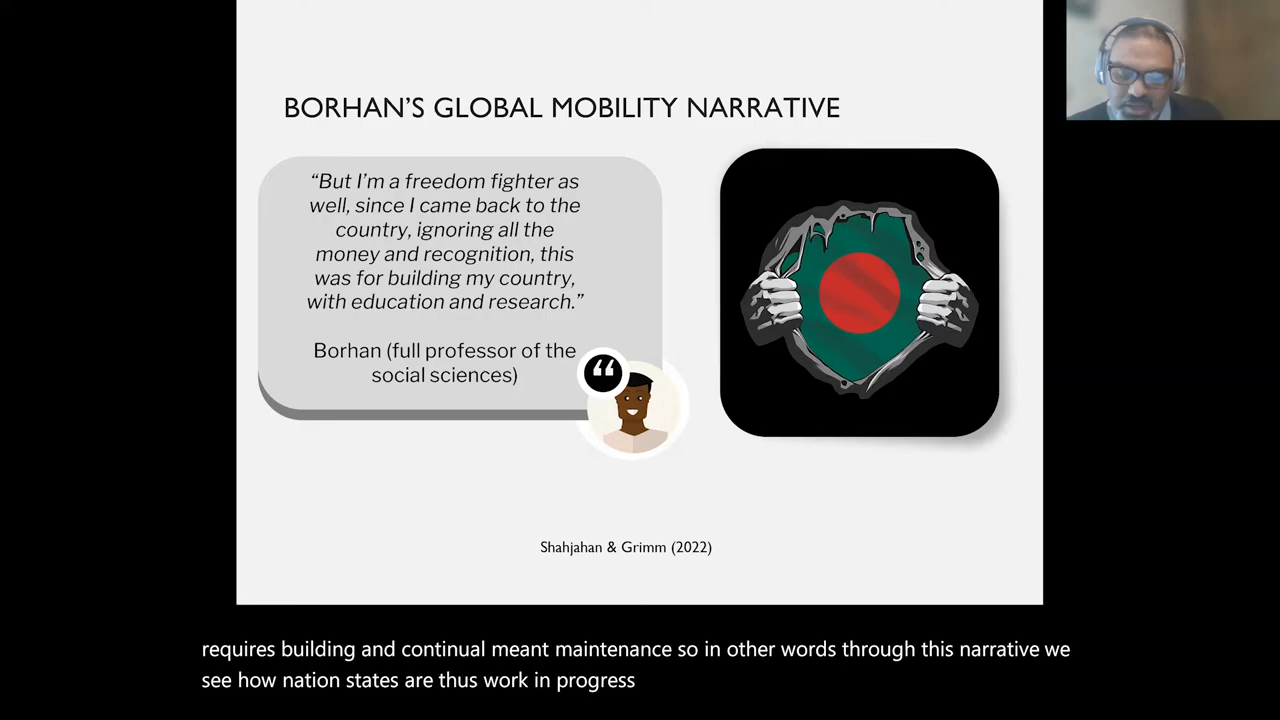 BORHAN’S GLOBAL MOBILITY NARRATIVE
“But I’m a freedom fighter as
well, since I came back to the
country, ignoring all the
money and recognition, this
was for building my country,
with education and research.”
Borhan (full professor of the
social sciences)
“
Shahjahan & Grimm (2022)
requires building and continual meant maintenance so in other words through this narrative we
see how nation states are thus work in progress